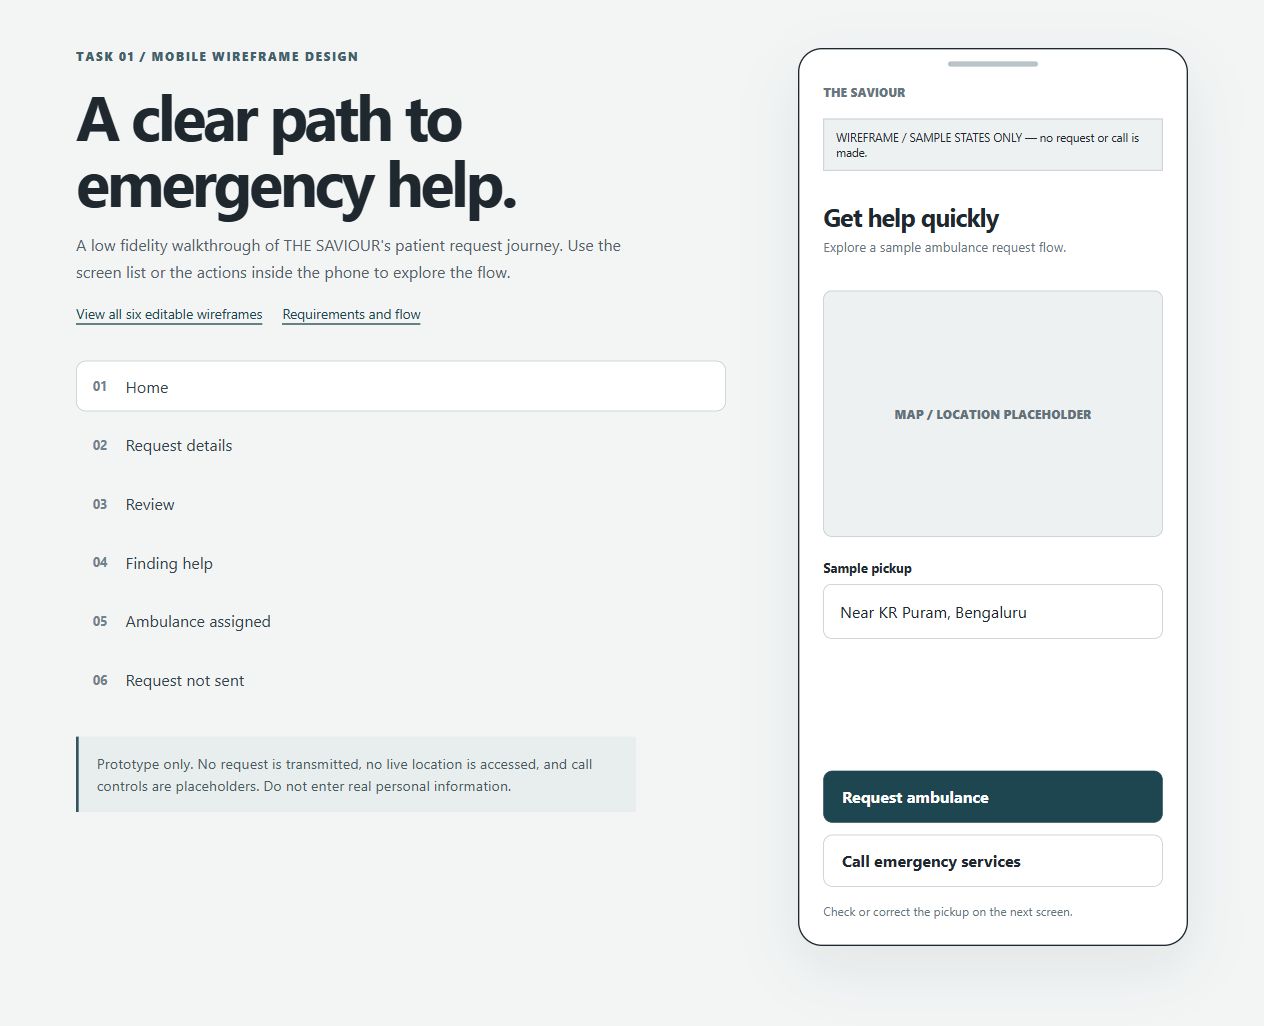 TASK 01 / MOBILE WIREFRAME DESIGN
A clear path to
emergency help.
A low fidelity walkthrough of THE SAVIOUR's patient request journey. Use the
screen list or the actions inside the phone to explore the flow.
View all six editable wireframes
Requirements and flow
01 Home
02 Request details
03 Review
04 Finding help
05 Ambulance assigned
06 Request not sent
Prototype only. No request is transmitted, no live location is accessed, and call
controls are placeholders. Do not enter real personal information.
THE SAVIOUR
WIREFRAME / SAMPLE STATES ONLY — no request or call is
made.
Get help quickly
Explore a sample ambulance request flow.
MAP / LOCATION PLACEHOLDER
Sample pickup
Near KR Puram, Bengaluru
Request ambulance
Call emergency services
Check or correct the pickup on the next screen.